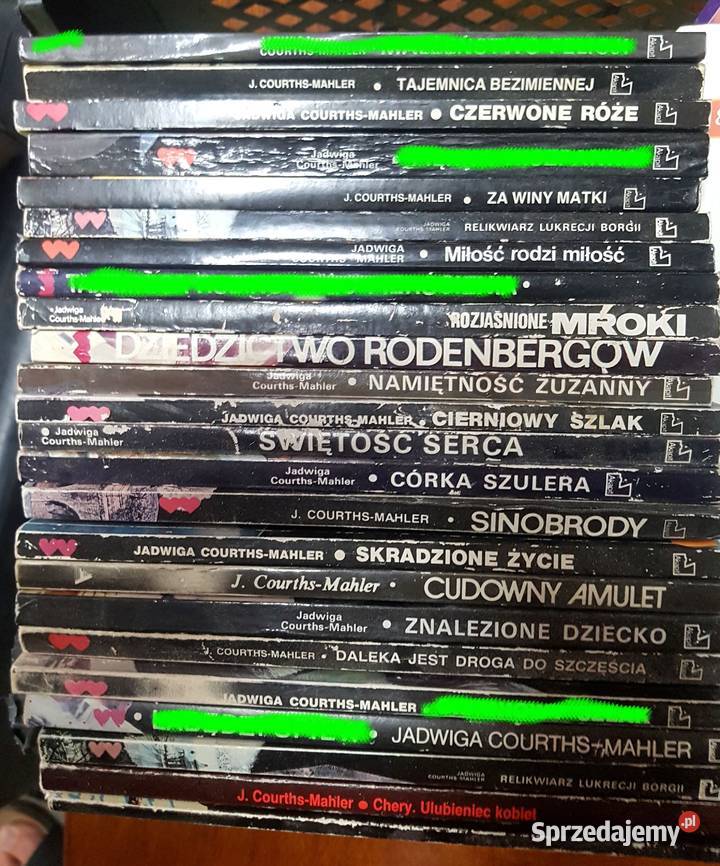 COURTHS-MAHLER
J. COURTHS-MAHLER • TAJEMNICA BEZIMIENNEJ
JADWIGA COURTHS-MAHLER • CZERWONE RÓŻE
Jadwiga
Courths-Mahler
J. COURTHS-MAHLER • ZA WINY MATKI
JADWIGA
COURTHS-MAHLER
RELIKWIARZ LUKRECJI BORGII
JADWIGA
COURTHS-MAHLER • Miłość rodzi miłość
Jadwiga
Courths-Mahler
ROZJAŚNIONE MROKI
DZIEDZICTWO RODENBERGÓW
Jadwiga
Courths-Mahler • NAMIĘTNOŚĆ ZUZANNY
JADWIGA COURTHS-MAHLER • CIERNIOWY SZLAK
• Jadwiga
Courths-Mahler
ŚWIĘTOŚĆ SERCA
Jadwiga
Courths-Mahler • CÓRKA SZULERA
J. COURTHS-MAHLER • SINOBRODY
JADWIGA COURTHS-MAHLER • SKRADZIONE ŻYCIE
J. Courths-Mahler • CUDOWNY AMULET
Jadwiga
Courths-Mahler • ZNALEZIONE DZIECKO
J. COURTHS-MAHLER • DALEKA JEST DROGA DO SZCZĘŚCIA
JADWIGA COURTHS-MAHLER
• JADWIGA COURTHS-MAHLER
JADWIGA
COURTHS-MAHLER
RELIKWIARZ LUKRECJI BORGII
J. Courths-Mahler • Chery. Ulubieniec kobiet
Sprzedajemy.pl